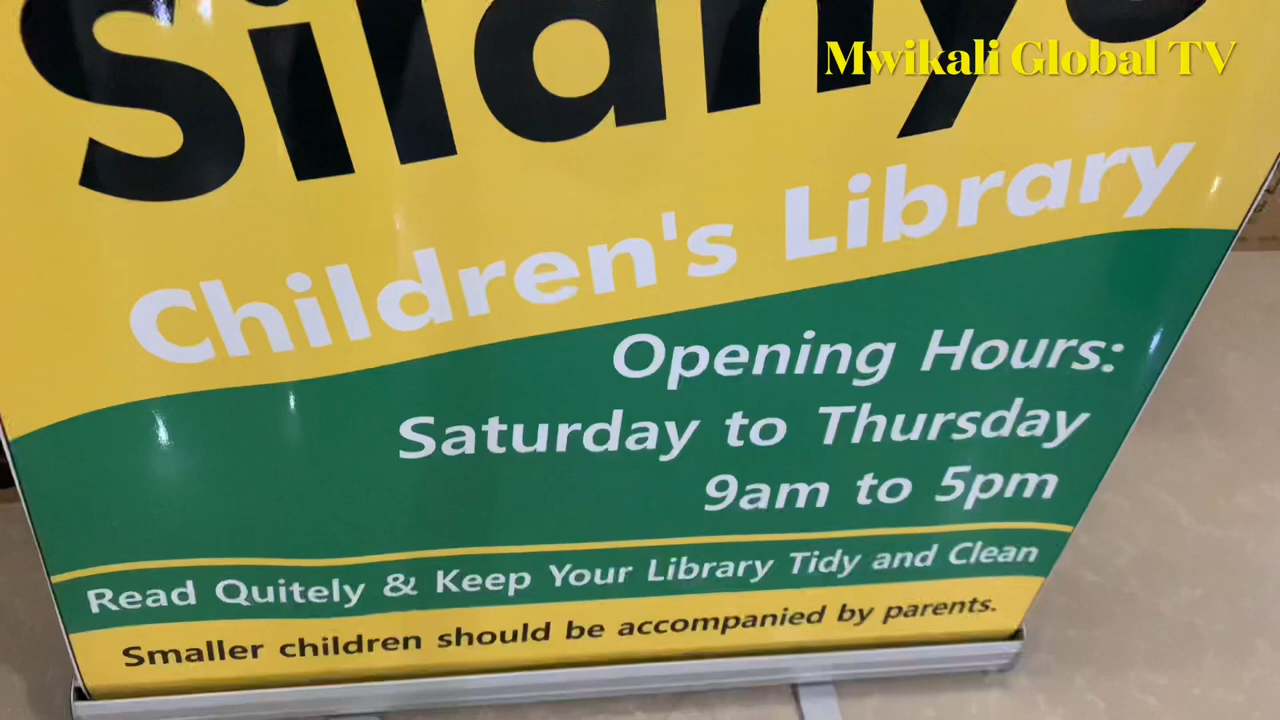 Silanyo
Mwikali Global TV
Children's Library
Opening Hours:
Saturday to Thursday
9am to 5pm
Read Quitely & Keep Your Library Tidy and Clean
Smaller children should be accompanied by parents.